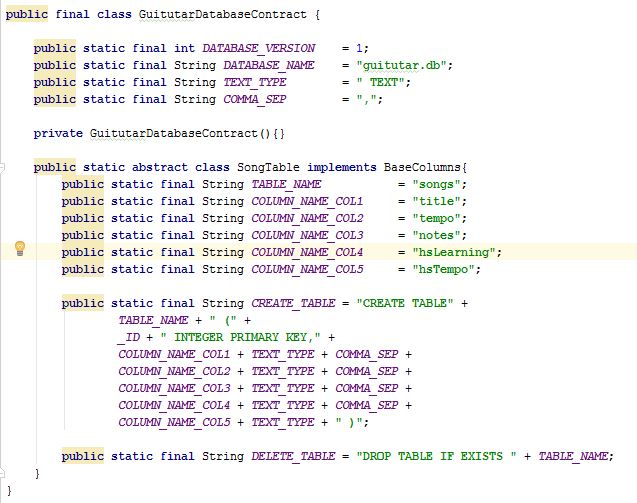 public final class GuitutarDatabaseContract {
public static final int DATABASE_VERSION = 1;
public static final String DATABASE_NAME = "guitutar.db";
public static final String TEXT_TYPE = " TEXT";
public static final String COMMA_SEP = ",";
private GuitutarDatabaseContract(){}
public static abstract class SongTable implements BaseColumns{
public static final String TABLE_NAME = "songs";
public static final String COLUMN_NAME_COL1 = "title";
public static final String COLUMN_NAME_COL2 = "tempo";
public static final String COLUMN_NAME_COL3 = "notes";
public static final String COLUMN_NAME_COL4 = "hsLearning";
public static final String COLUMN_NAME_COL5 = "hsTempo";
public static final String CREATE_TABLE = "CREATE TABLE" +
TABLE_NAME + " (" +
_ID + " INTEGER PRIMARY KEY," +
COLUMN_NAME_COL1 + TEXT_TYPE + COMMA_SEP +
COLUMN_NAME_COL2 + TEXT_TYPE + COMMA_SEP +
COLUMN_NAME_COL3 + TEXT_TYPE + COMMA_SEP +
COLUMN_NAME_COL4 + TEXT_TYPE + COMMA_SEP +
COLUMN_NAME_COL5 + TEXT_TYPE + " )";
public static final String DELETE_TABLE = "DROP TABLE IF EXISTS " + TABLE_NAME;
}
}